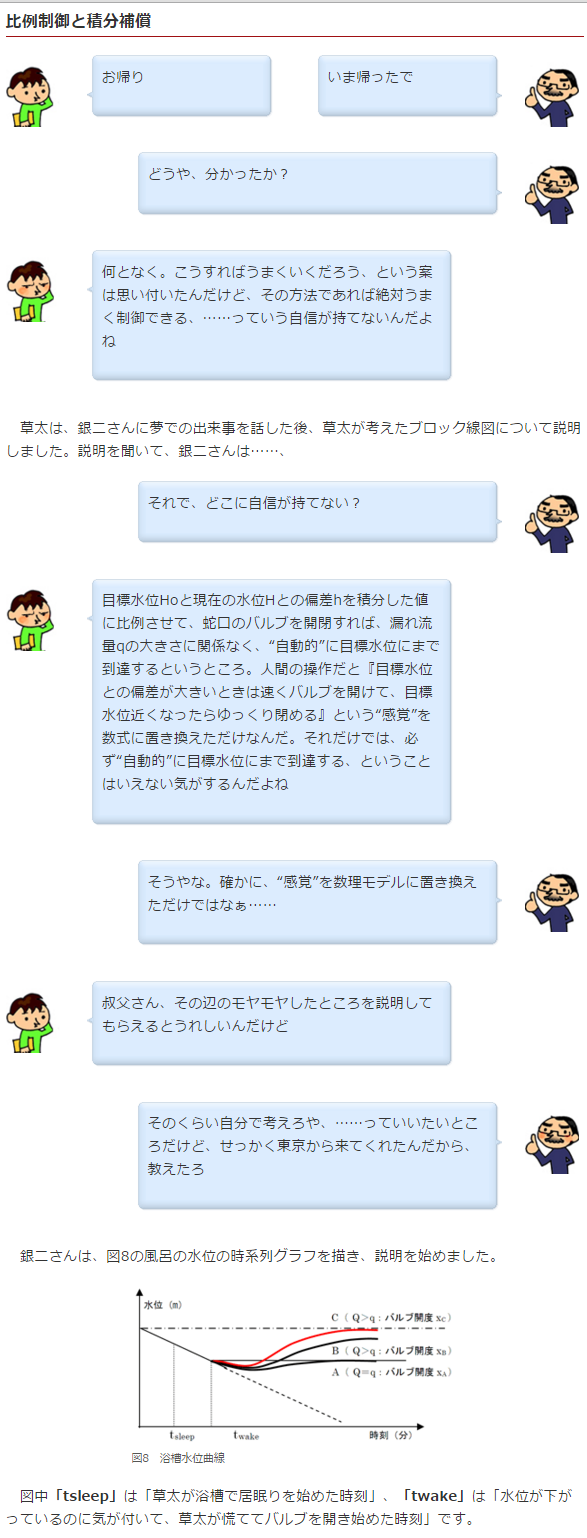 比例制御と積分補償
お帰り
いま帰ったで
どうや、分かったか？
何となく。こうすればうまくいくだろう、という案
は思い付いたんだけど、その方法であれば絶対うま
く制御できる、……っていう自信が持てないんだよ
ね
草太は、銀二さんに夢での出来事を話した後、草太が考えたブロック線図について説明
しました。説明を聞いて、銀二さんは……、
それで、どこに自信が持てない？
目標水位Hoと現在の水位Hとの偏差hを積分した値
に比例させて、蛇口のバルブを開閉すれば、漏れ流
量qの大きさに関係なく、“自動的”に目標水位にまで
到達するというところ。人間の操作だと『目標水位
との偏差が大きいときは速くバルブを開けて、目標
水位近くなったらゆっくり閉める』という“感覚”を
数式に置き換えただけなんだ。それだけでは、必
ず“自動的”に目標水位にまで到達する、ということ
はいえない気がするんだよね
そうやな。確かに、“感覚”を数理モデルに置き換え
ただけではなぁ……
叔父さん、その辺のモヤモヤしたところを説明して
もらえるとうれしいんだけど
そのくらい自分で考えろや、……っていいたいとこ
ろだけど、せっかく東京から来てくれたんだから、
教えたろ
銀二さんは、図8の風呂の水位の時系列グラフを描き、説明を始めました。
水位（m）
C（ Q>q : バルブ開度 xC）
B（ Q>q : バルブ開度 xB）
A（ Q=q : バルブ開度 xA）
tsleep
twake
時刻（分）
図8　浴槽水位曲線
図中「tsleep」は「草太が浴槽で居眠りを始めた時刻」、「twake」は「水位が下が
っているのに気が付いて、草太が慌ててバルブを開き始めた時刻」です。